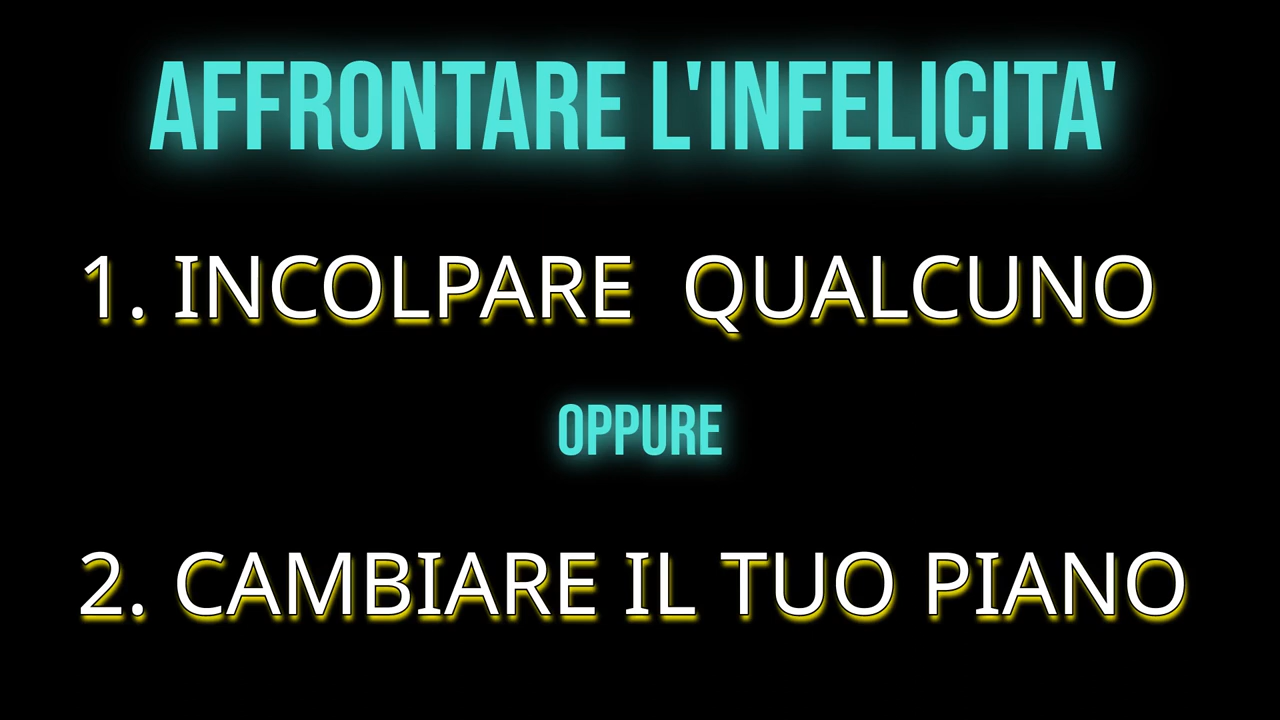 AFFRONTARE L'INFELICITA'
1. INCOLPARE QUALCUNO
OPPURE
2. CAMBIARE IL TUO PIANO